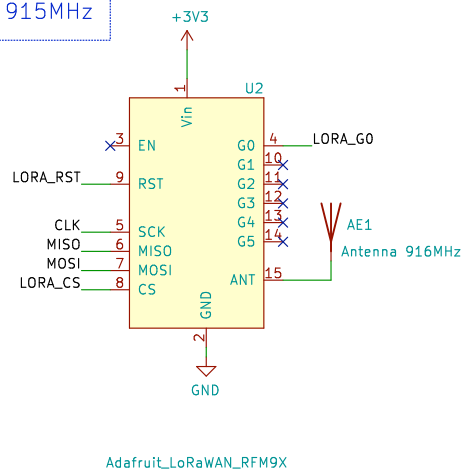 915MHz
+3V3
1
U2
Vin
3
EN
G0
4
LORA_G0
G1
10
LORA_RST
9
RST
G2
11
G3
12
AE1
CLK
5
SCK
G4
13
MISO
6
MISO
G5
14
Antenna 916MHz
MOSI
7
MOSI
LORA_CS
8
CS
ANT
15
GND
2
GND
Adafruit_LoRaWAN_RFM9X